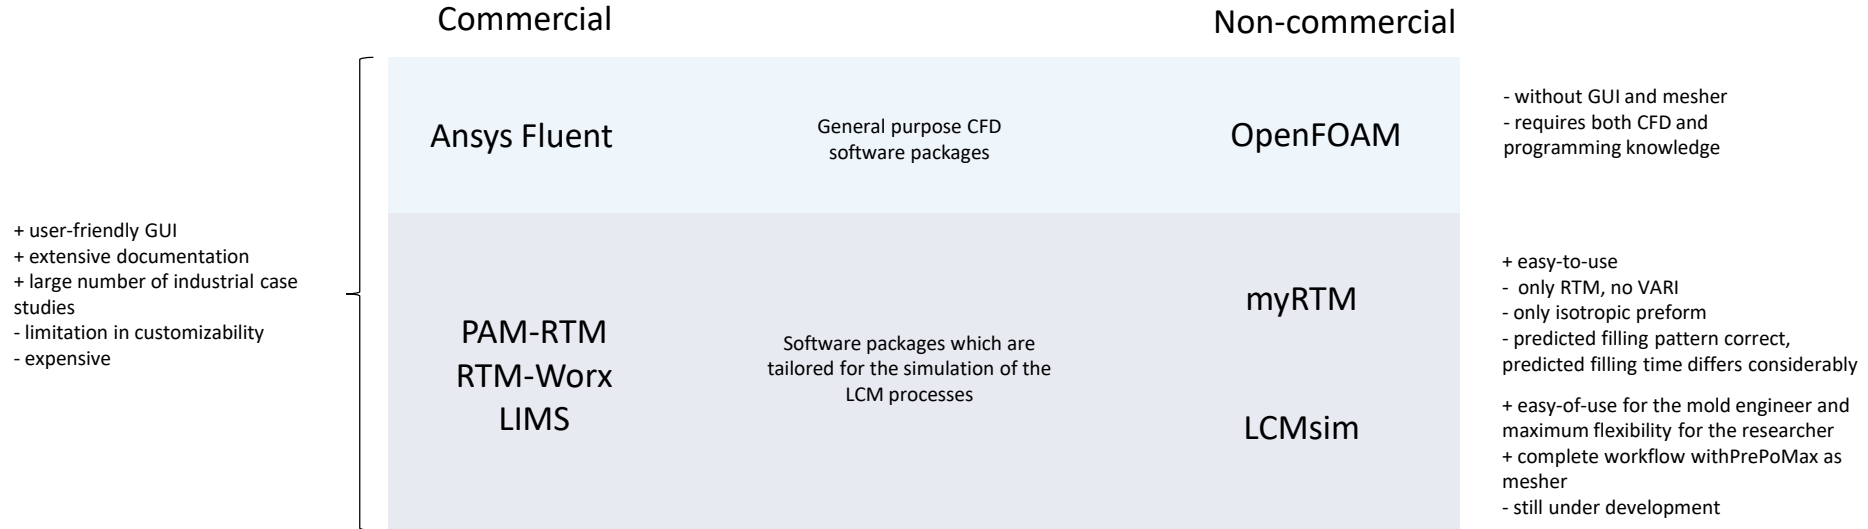 Commercial
Non-commercial
Ansys Fluent
General purpose CFD
software packages
OpenFOAM
- without GUI and mesher
- requires both CFD and
programming knowledge
+ user-friendly GUI
+ extensive documentation
+ large number of industrial case
studies
- limitation in customizability
- expensive
PAM-RTM
RTM-Worx
LIMS
Software packages which are
tailored for the simulation of the
LCM processes
myRTM
+ easy-to-use
- only RTM, no VARI
- only isotropic preform
- predicted filling pattern correct,
predicted filling time differs considerably
LCMsim
+ easy-of-use for the mold engineer and
maximum flexibility for the researcher
+ complete workflow withPrePoMax as
mesher
- still under development